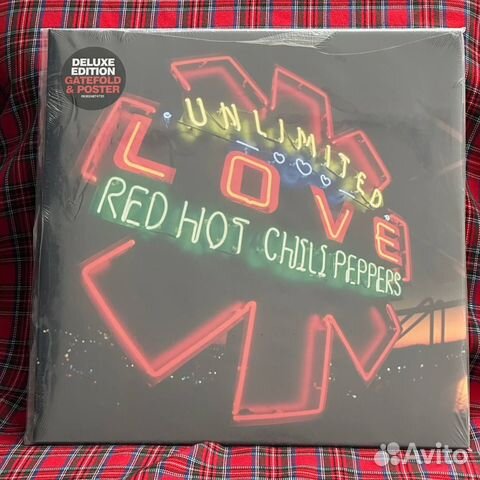 DELUXE
EDITION
GATEFOLD
& POSTER
UNLIMITED
LOVE
RED HOT CHILI PEPPERS
Avito